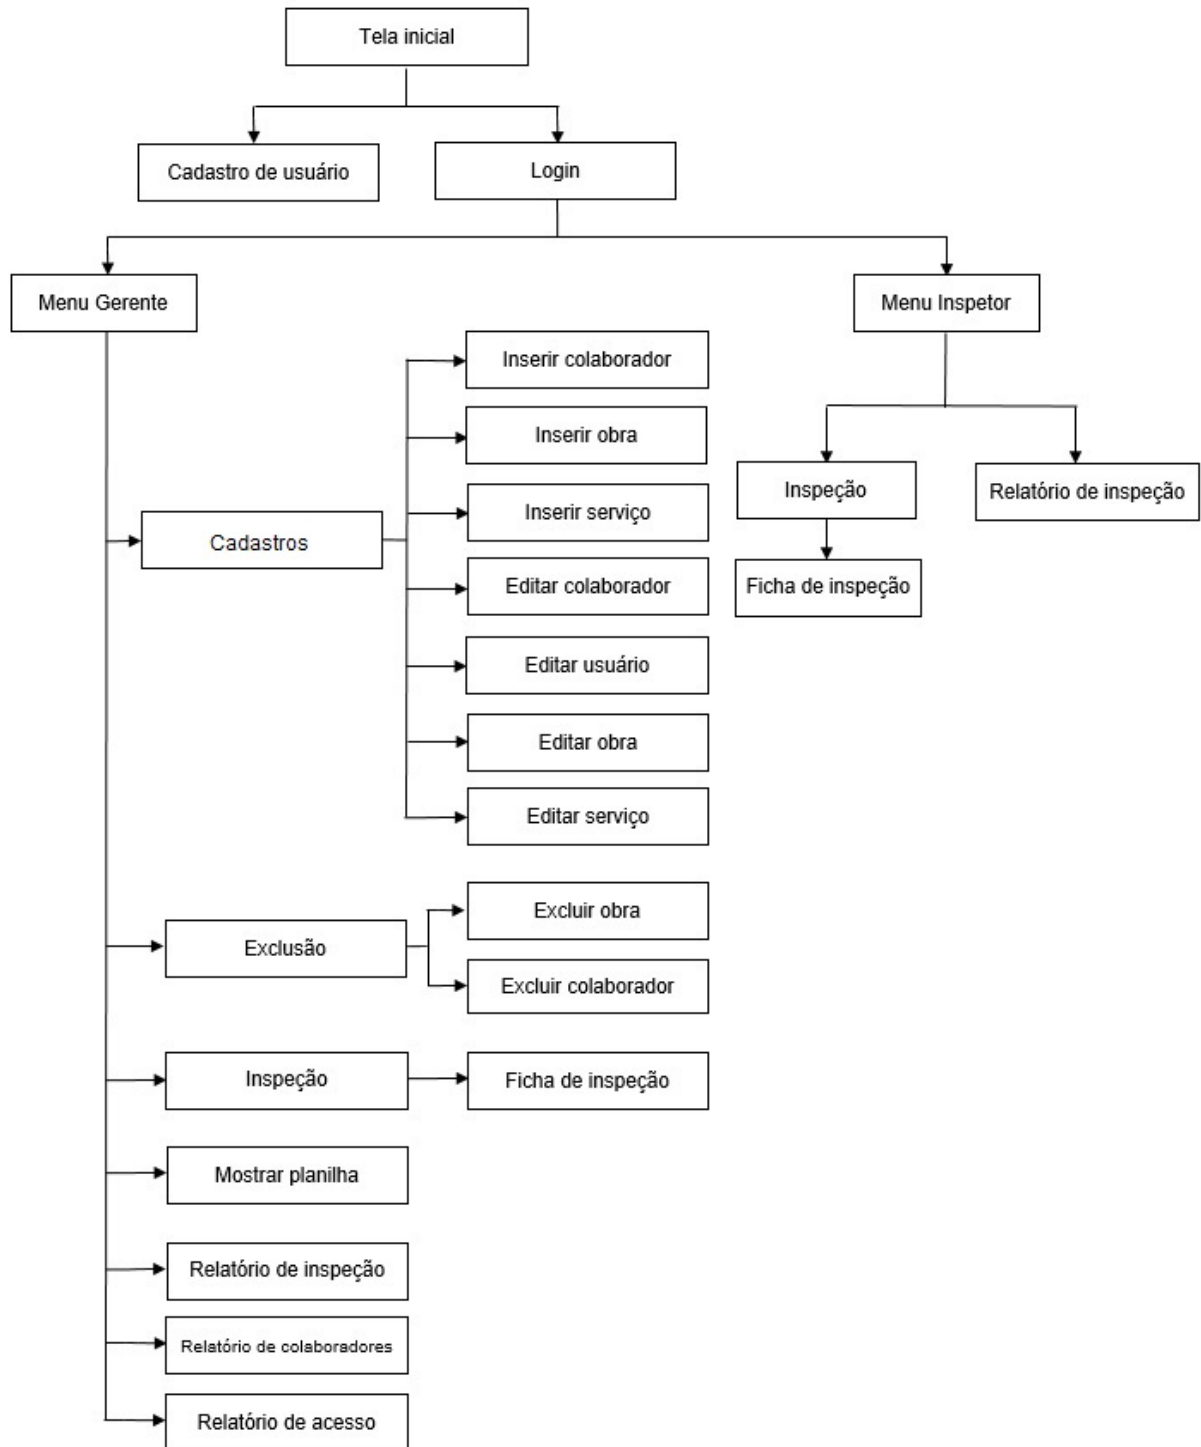 Tela inicial
Cadastro de usuário
Login
Menu Gerente
Menu Inspetor
Inserir colaborador
Inserir obra
Inserir serviço
Cadastros
Editar colaborador
Editar usuário
Editar obra
Editar serviço
Inspeção
Relatório de inspeção
Ficha de inspeção
Exclusão
Excluir obra
Excluir colaborador
Inspeção
Ficha de inspeção
Mostrar planilha
Relatório de inspeção
Relatório de colaboradores
Relatório de acesso